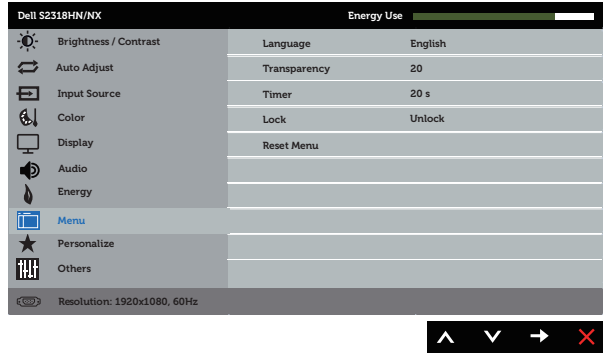 Dell S2318HN/NX Energy Use
Brightness / Contrast
Auto Adjust
Input Source
Color
Display
Audio
Energy
Menu
Personalize
Others
Language English
Transparency 20
Timer 20 s
Lock Unlock
Reset Menu
Resolution: 1920x1080, 60Hz